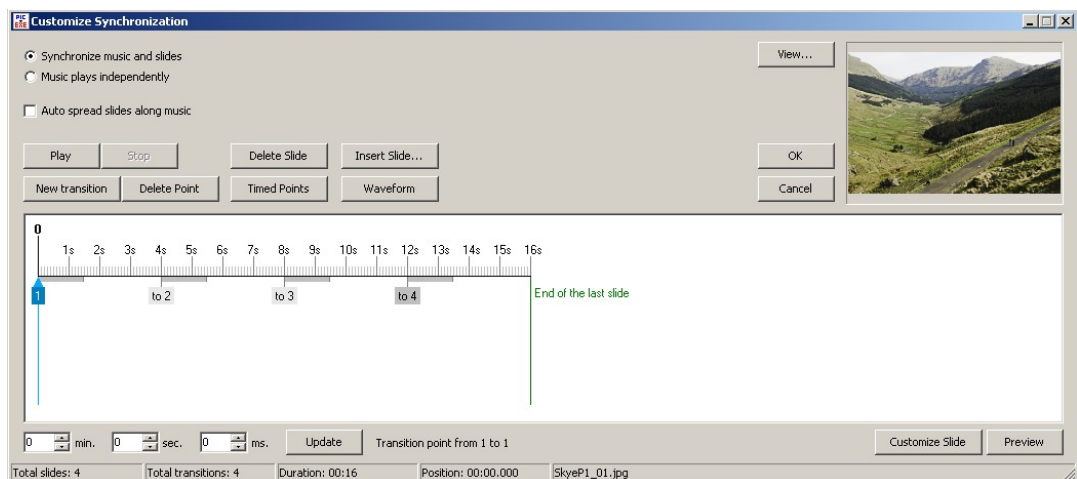 PIC
EXE
Customize Synchronization
Synchronize music and slides
View...
Music plays independently
Auto spread slides along music
Play Stop Delete Slide Insert Slide... OK
New transition Delete Point Timed Points Waveform Cancel
0
1s 2s 3s 4s 5s 6s 7s 8s 9s 10s 11s 12s 13s 14s 15s 16s
1 to 2 to 3 to 4 End of the last slide
0 min. 0 sec. 0 ms. Update Transition point from 1 to 1 Customize Slide Preview
Total slides: 4 Total transitions: 4 Duration: 00:16 Position: 00:00.000 SkyeP1_01.jpg